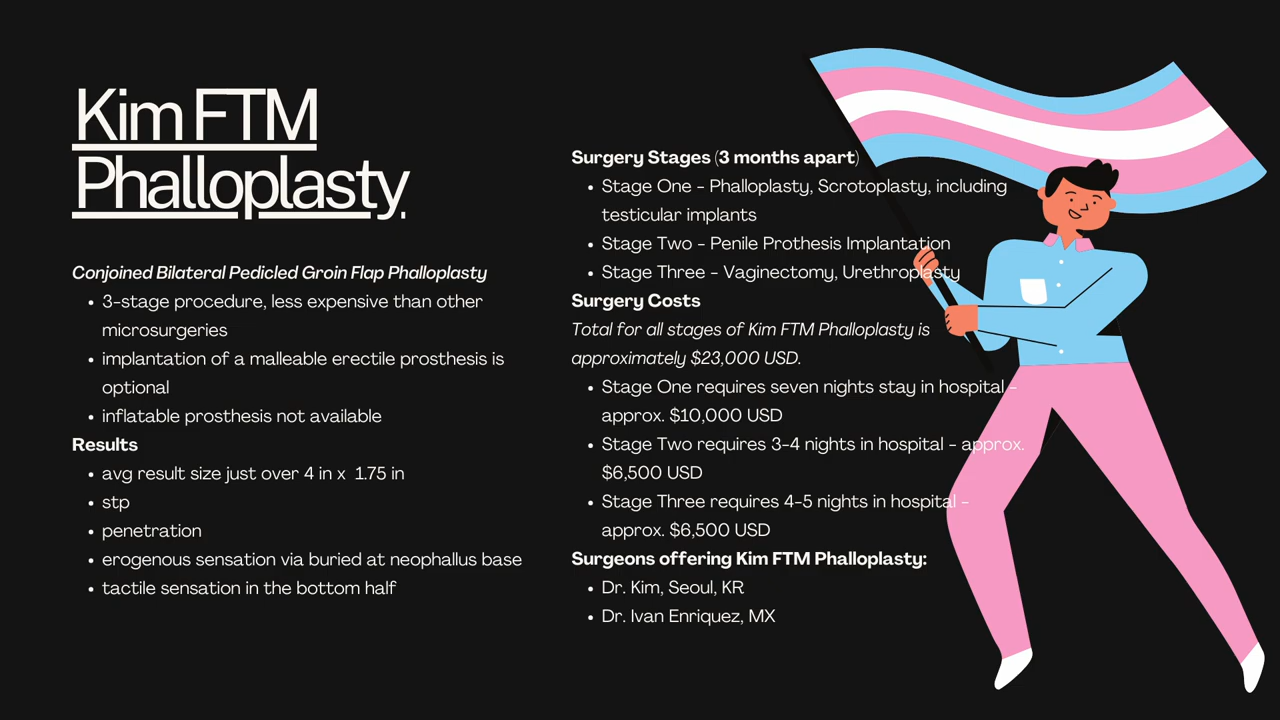 Kim FTM
Phalloplasty
Conjoined Bilateral Pedicled Groin Flap Phalloplasty
• 3-stage procedure, less expensive than other
microsurgeries
• implantation of a malleable erectile prosthesis is
optional
• inflatable prosthesis not available
Results
• avg result size just over 4 in x 1.75 in
• stp
• penetration
• erogenous sensation via buried at neophallus base
• tactile sensation in the bottom half
Surgery Stages (3 months apart)
• Stage One - Phalloplasty, Scrotoplasty, including
testicular implants
• Stage Two - Penile Prothesis Implantation
• Stage Three - Vaginectomy, Urethroplasty
Surgery Costs
Total for all stages of Kim FTM Phalloplasty is
approximately $23,000 USD.
• Stage One requires seven nights stay in hospital -
approx. $10,000 USD
• Stage Two requires 3-4 nights in hospital - approx.
$6,500 USD
• Stage Three requires 4-5 nights in hospital -
approx. $6,500 USD
Surgeons offering Kim FTM Phalloplasty:
• Dr. Kim, Seoul, KR
• Dr. Ivan Enriquez, MX